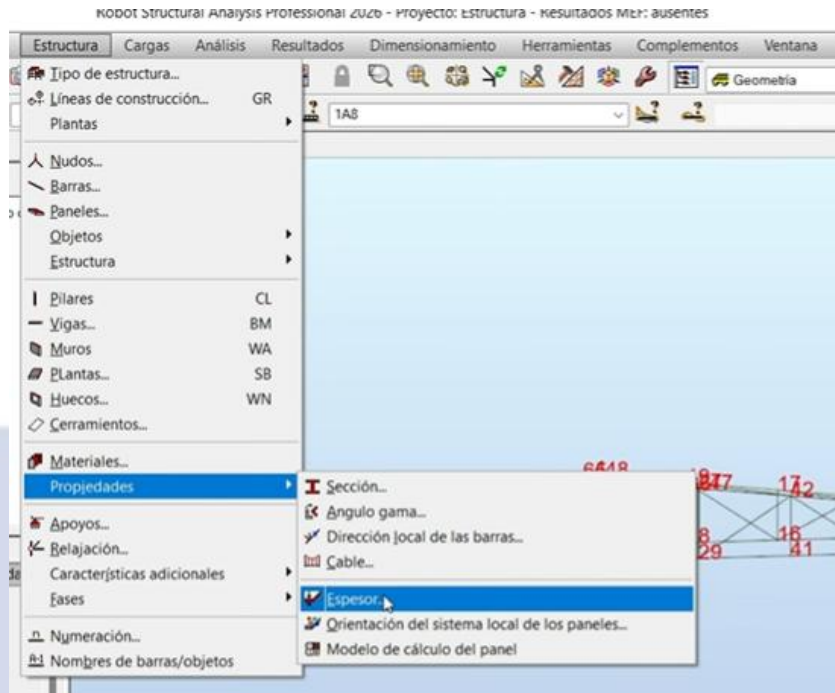 Robot Structural Analysis Professional 2026 - Proyecto: Estructura - Resultados MEF: ausentes
Estructura Cargas Análisis Resultados Dimensionamiento Herramientas Complementos Ventana
Tipo de estructura...
Geometría
Líneas de construcción... GR
1A8
Plantas
Nudos...
Barras...
Paneles...
Objetos
Estructura
Pilares CL
Vigas... BM
Muros WA
PLantas... SB
Huecos... WN
Cerramientos...
Materiales...
Propiedades
Apoyos...
Relajación...
Características adicionales
Fases
Numeración...
Nombres de barras/objetos
Sección...
Angulo gama...
Dirección local de las barras...
Cable...
Espesor...
Orientación del sistema local de los paneles...
Modelo de cálculo del panel
42
16
29 41